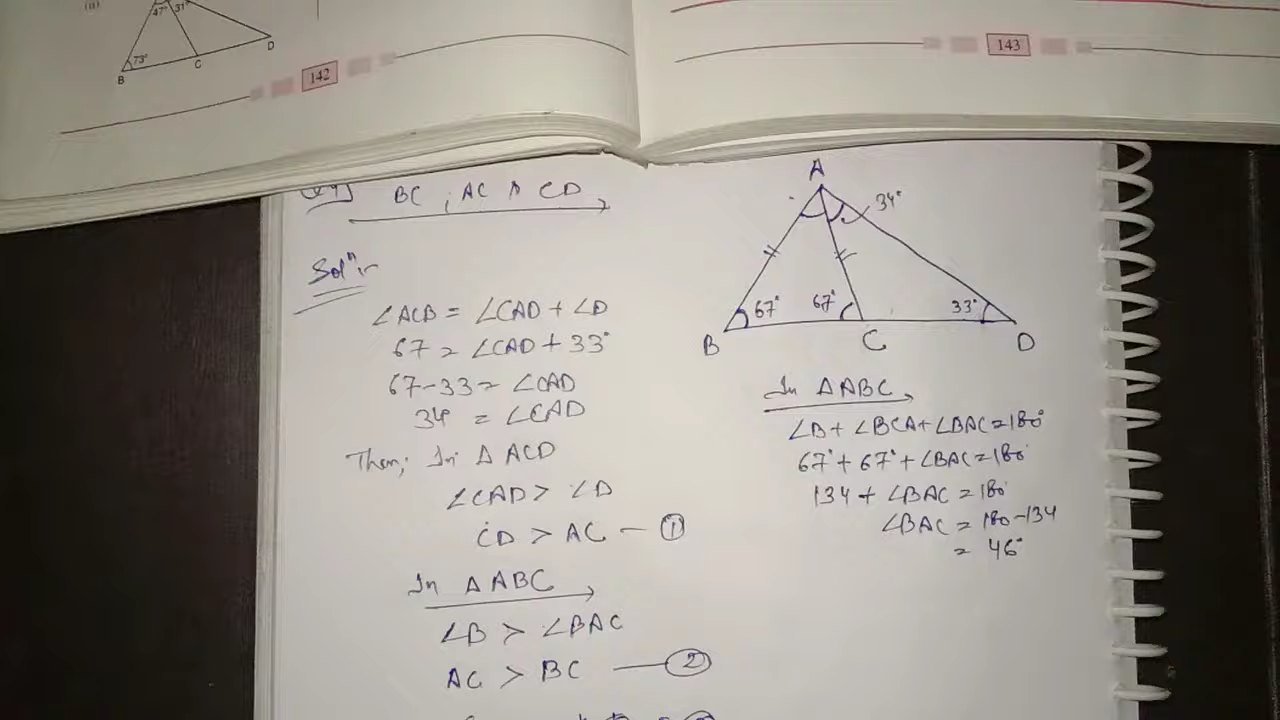 (ii)
47° 31°
73°
B
C
D
142
143
BC, AC & CD
Solⁿ:-
∠ACB = ∠CAD + ∠D
67 = ∠CAD + 33°
67-33 = ∠CAD
34 = ∠CAD
Then, In Δ ACD
∠CAD > ∠D
CD > AC — ①
In Δ ABC
∠B > ∠BAC
AC > BC — ②
A
34°
67°
67°
33°
B
C
D
In Δ ABC
∠B + ∠BCA + ∠BAC = 180°
67° + 67° + ∠BAC = 180°
134 + ∠BAC = 180°
∠BAC = 180-134
= 46°